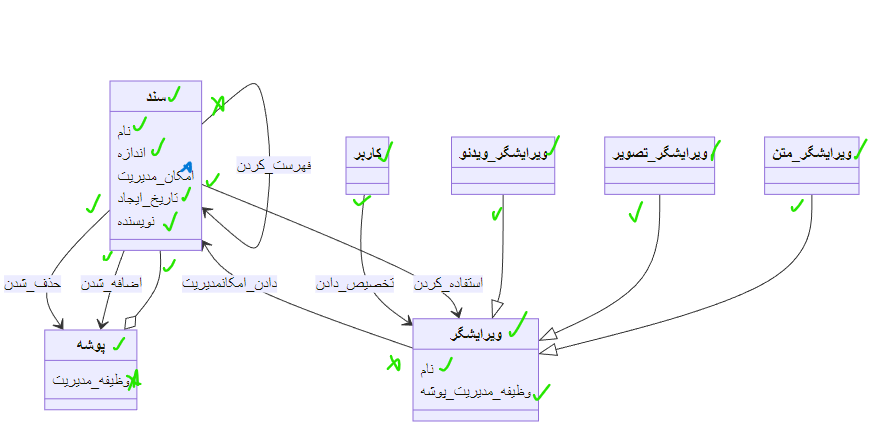 سند
نام
اندازه
امکان_مدیریت
تاریخ_ایجاد
نویسنده
فهرست_کردن
کاربر
ویرایشگر_ویدئو
ویرایشگر_تصویر
ویرایشگر_متن
حذف_شدن
اضافه_شدن
دادن_امکانمدیریت
تخصیص_دادن
استفاده_کردن
پوشه
وظیفه_مدیریت
ویرایشگر
نام
وظیفه_مدیریت_پوشه